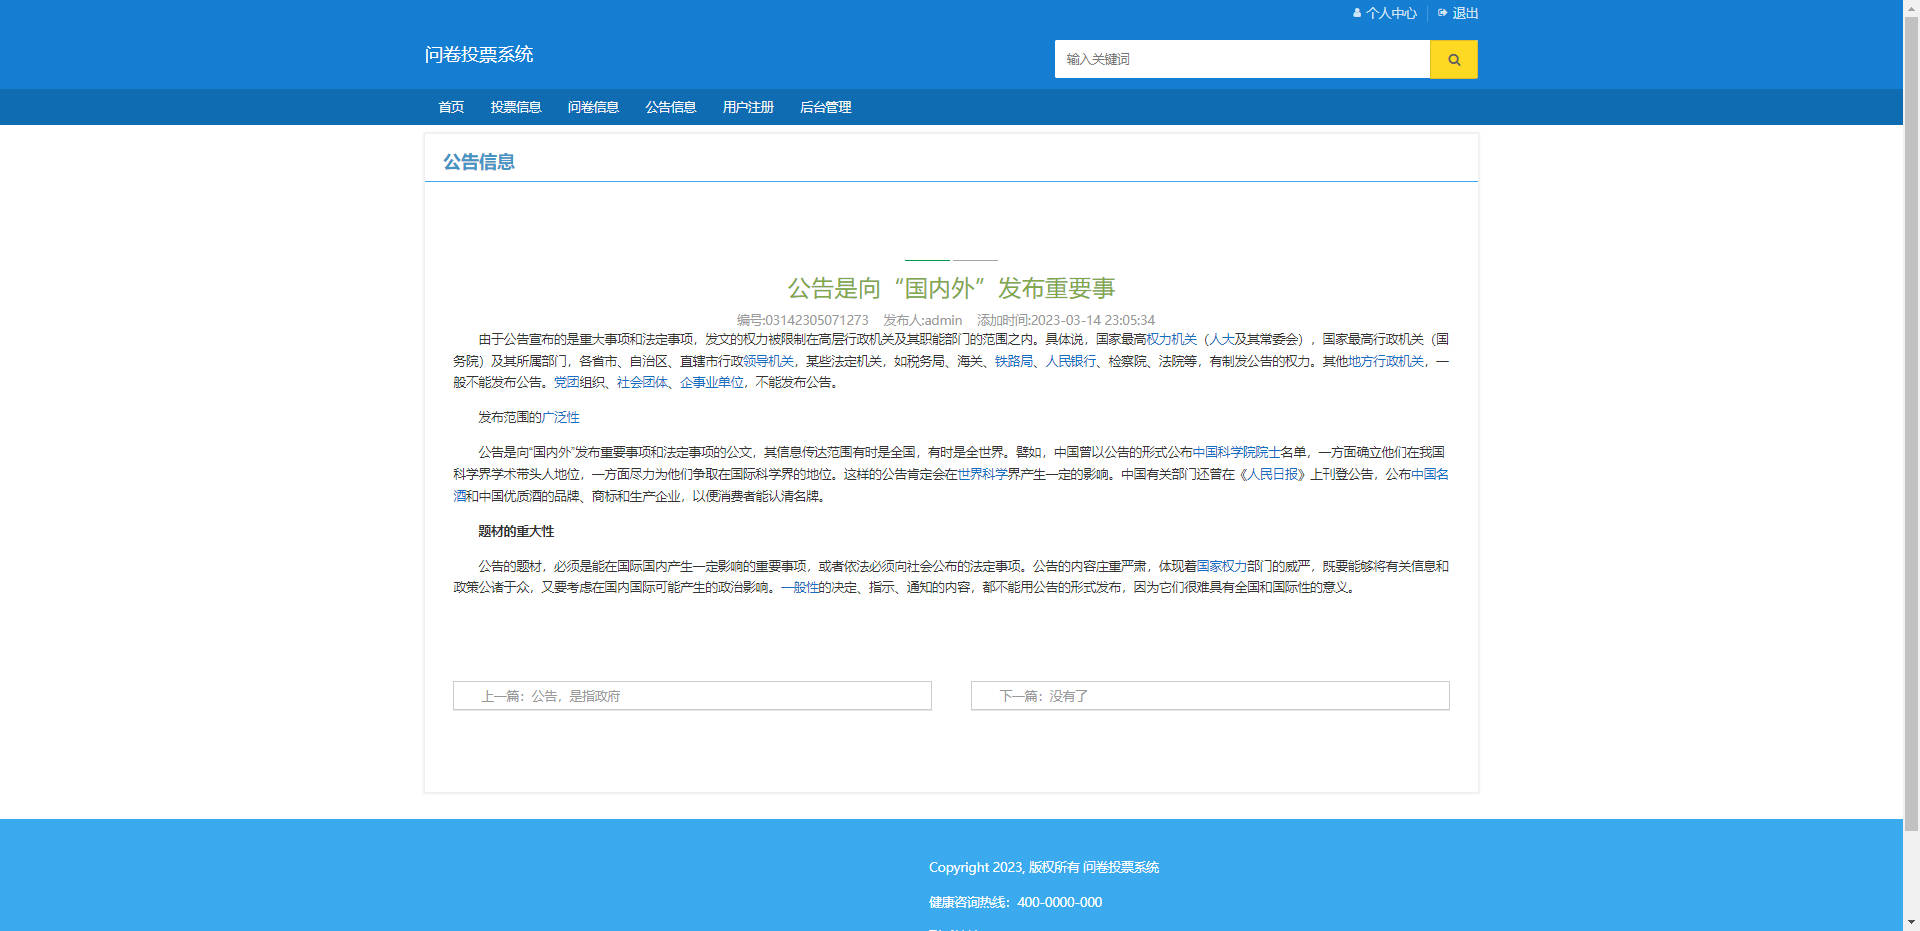 个人中心 退出
问卷投票系统
输入关键词
首页 投票信息 问卷信息 公告信息 用户注册 后台管理
公告信息
公告是向“国内外”发布重要事
编号:03142305071273 发布人:admin 添加时间:2023-03-14 23:05:34
由于公告宣布的是重大事项和法定事项，发文的权力被限制在高层行政机关及其职能部门的范围之内。具体说，国家最高权力机关（人大及其常委会），国家最高行政机关（国
务院）及其所属部门，各省市、自治区、直辖市行政领导机关，某些法定机关，如税务局、海关、铁路局、人民银行、检察院、法院等，有制发公告的权力。其他地方行政机关，一
般不能发布公告。党团组织、社会团体、企事业单位，不能发布公告。
发布范围的广泛性
公告是向“国内外”发布重要事项和法定事项的公文，其信息传达范围有时是全国，有时是全世界。譬如，中国曾以公告的形式公布中国科学院院士名单，一方面确立他们在我国
科学界学术带头人地位，一方面尽力为他们争取在国际科学界的地位。这样的公告肯定会在世界科学界产生一定的影响。中国有关部门还曾在《人民日报》上刊登公告，公布中国名
酒和中国优质酒的品牌、商标和生产企业，以便消费者能认清名牌。
题材的重大性
公告的题材，必须是能在国际国内产生一定影响的重要事项，或者依法必须向社会公布的法定事项。公告的内容庄重严肃，体现着国家权力部门的威严，既要能够将有关信息和
政策公诸于众，又要考虑在国内国际可能产生的政治影响。一般性的决定、指示、通知的内容，都不能用公告的形式发布，因为它们很难具有全国和国际性的意义。
上一篇：公告，是指政府
下一篇：没有了
Copyright 2023, 版权所有 问卷投票系统
健康咨询热线：400-0000-000